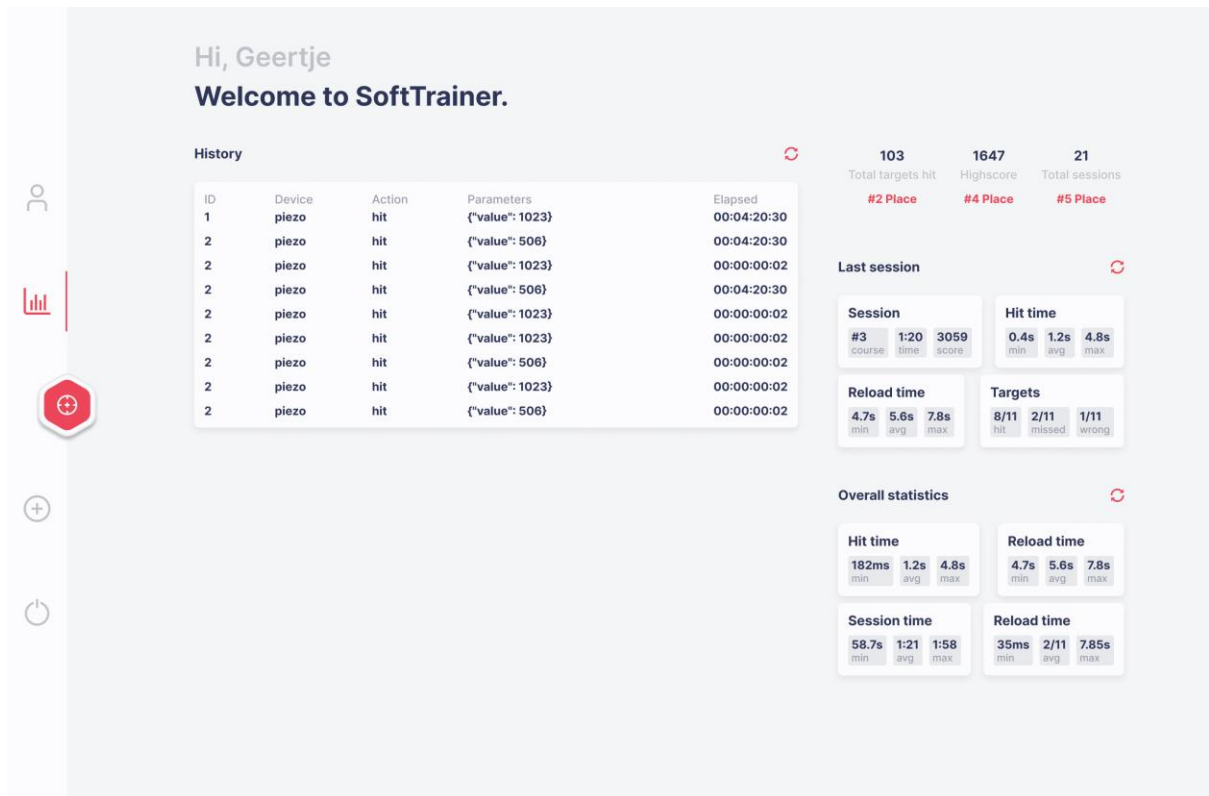 Hi, Geertje
Welcome to SoftTrainer.
History
ID Device Action Parameters Elapsed
1 piezo hit {"value": 1023} 00:04:20:30
2 piezo hit {"value": 506} 00:04:20:30
2 piezo hit {"value": 1023} 00:00:00:02
2 piezo hit {"value": 506} 00:04:20:30
2 piezo hit {"value": 1023} 00:00:00:02
2 piezo hit {"value": 1023} 00:00:00:02
2 piezo hit {"value": 506} 00:00:00:02
2 piezo hit {"value": 1023} 00:00:00:02
2 piezo hit {"value": 506} 00:00:00:02
103 1647 21
Total targets hit Highscore Total sessions
#2 Place #4 Place #5 Place
Last session
Session
#3 1:20 3059
course time score
Hit time
0.4s 1.2s 4.8s
min avg max
Reload time
4.7s 5.6s 7.8s
min avg max
Targets
8/11 2/11 1/11
hit missed wrong
Overall statistics
Hit time
182ms 1.2s 4.8s
min avg max
Reload time
4.7s 5.6s 7.8s
min avg max
Session time
58.7s 1:21 1:58
min avg max
Reload time
35ms 2/11 7.85s
min avg max